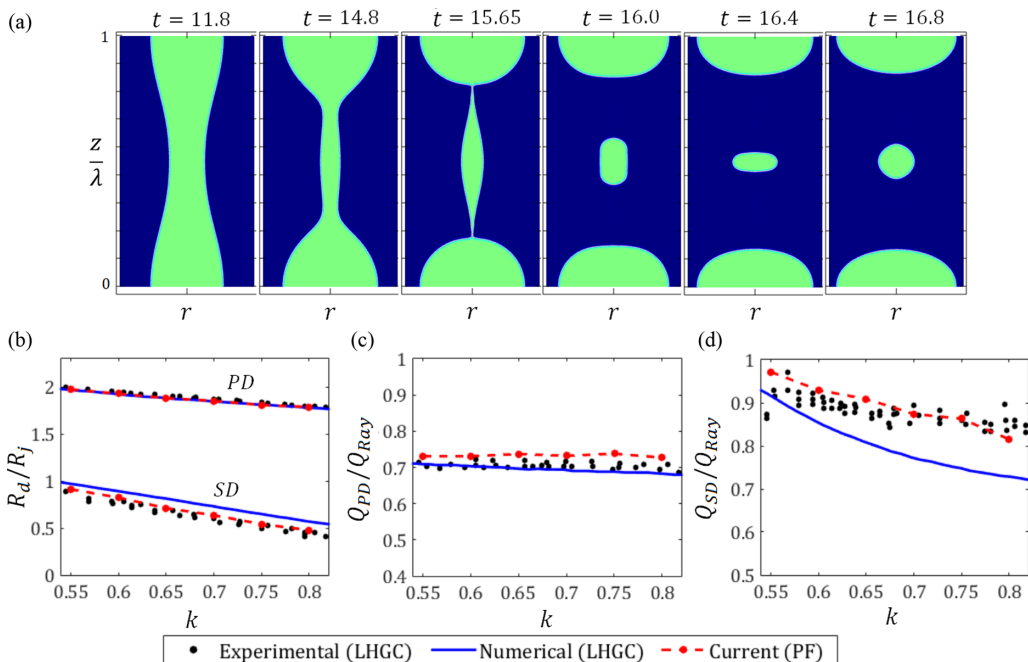 (a)
t = 11.8
t = 14.8
t = 15.65
t = 16.0
t = 16.4
t = 16.8
1
z
λ
0
r
r
r
r
r
r
(b)
(c)
(d)
2
1.5
1
0.5
0
R_d/R_j
PD
SD
0.55 0.6 0.65 0.7 0.75 0.8
k
1
0.9
0.8
0.7
0.6
0.5
0.4
Q_PD/Q_Ray
0.55 0.6 0.65 0.7 0.75 0.8
k
1
0.9
0.8
0.7
0.6
0.5
Q_SD/Q_Ray
0.55 0.6 0.65 0.7 0.75 0.8
k
Experimental (LHGC) Numerical (LHGC) Current (PF)